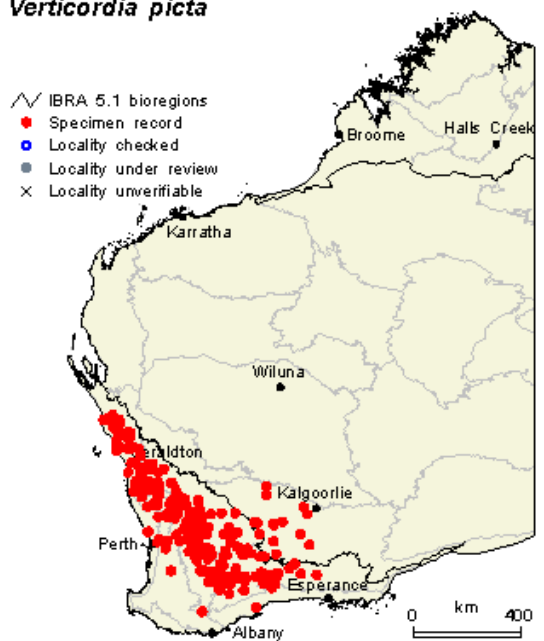 Verticordia picta
IBRA 5.1 bioregions
Specimen record
Locality checked
Locality under review
Locality unverifiable
Broome
Halls Creek
Karratha
Wiluna
Geraldton
Kalgoorlie
Perth
Esperance
Albany
0 km 400